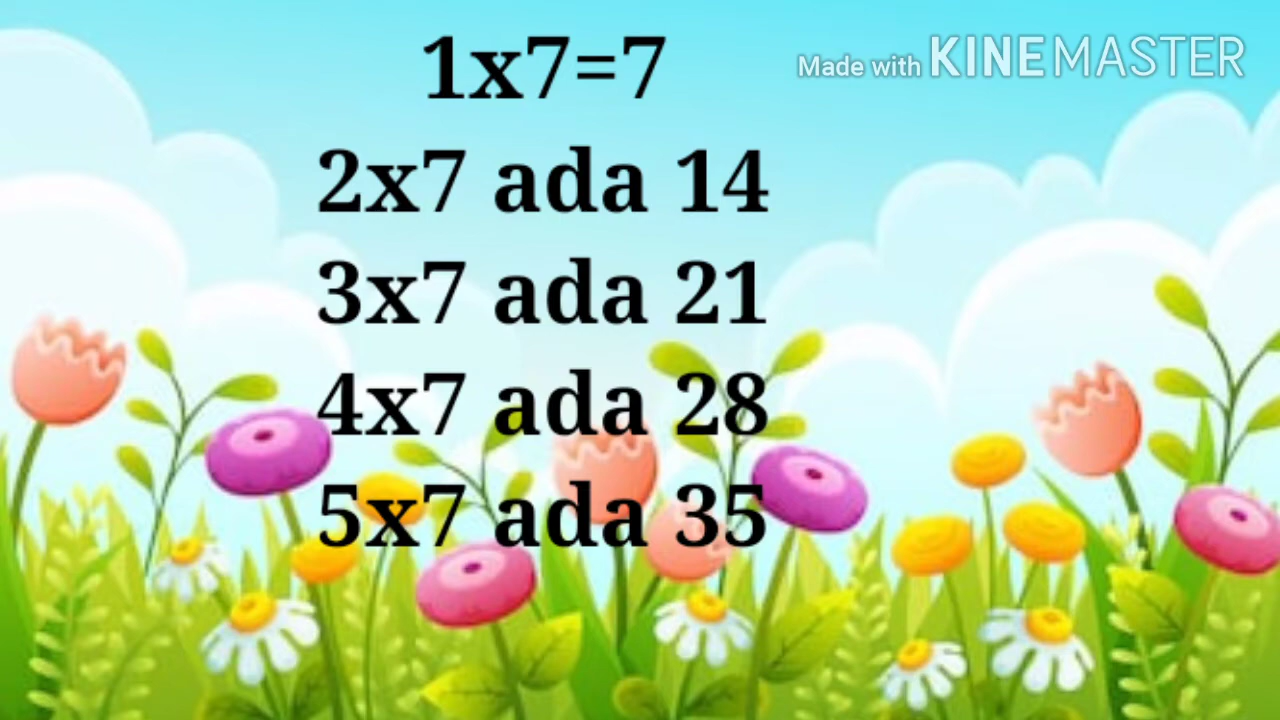 1x7=7
Made with KINEMASTER
2x7 ada 14
3x7 ada 21
4x7 ada 28
5x7 ada 35